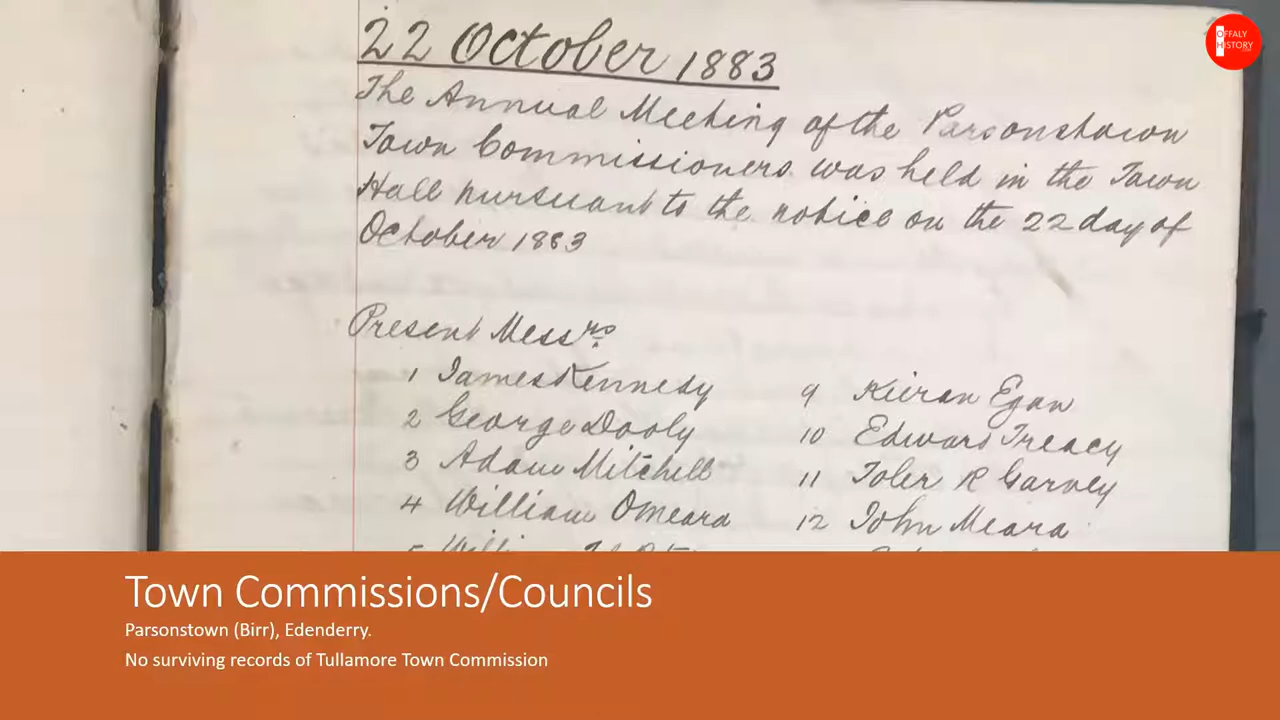 OFFALY
HISTORY
22 October 1883
The Annual Meeting of the Parsonstown
Town Commissioners was held in the Town
Hall pursuant to the notice on the 22 day of
October 1883
Present Messrs
1 James Kennedy
2 George Dooly
3 Adam Mitchell
4 William OMeara
9 Kieran Egan
10 Edward Treacy
11 Toler R Garvey
12 John Meara
Town Commissions/Councils
Parsonstown (Birr), Edenderry.
No surviving records of Tullamore Town Commission